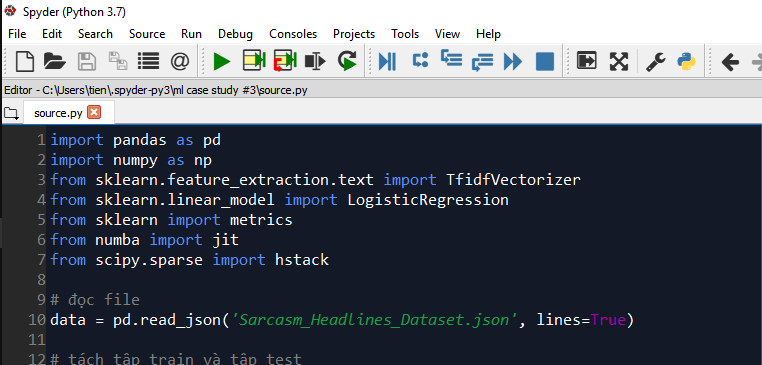 Spyder (Python 3.7)
File Edit Search Source Run Debug Consoles Projects Tools View Help
Editor - C:\Users\tien\.spyder-py3\ml case study #3\source.py
source.py
1 import pandas as pd
2 import numpy as np
3 from sklearn.feature_extraction.text import TfidfVectorizer
4 from sklearn.linear_model import LogisticRegression
5 from sklearn import metrics
6 from numba import jit
7 from scipy.sparse import hstack
8
9 # đọc file
10 data = pd.read_json('Sarcasm_Headlines_Dataset.json', lines=True)
11
12 # tách tập train và tập test